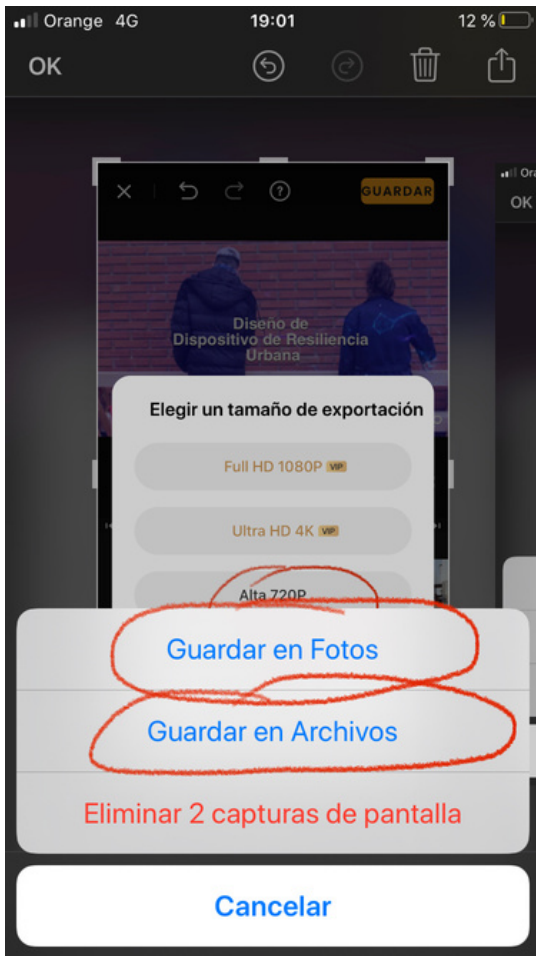 Orange 4G 19:01 12 %
OK
GUARDAR
Ora
OK
Diseño de
Dispositivo de Resiliencia
Urbana
Elegir un tamaño de exportación
Full HD 1080P VIP
Ultra HD 4K VIP
Alta 720P
Guardar en Fotos
Guardar en Archivos
Eliminar 2 capturas de pantalla
Cancelar